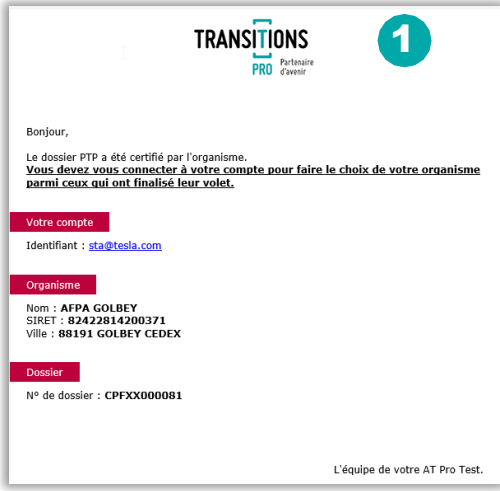 TRANSITIONS
PRO Partenaire
d'avenir
1
Bonjour,
Le dossier PTP a été certifié par l'organisme.
Vous devez vous connecter à votre compte pour faire le choix de votre organisme
parmi ceux qui ont finalisé leur volet.
Votre compte
Identifiant : sta@tesla.com
Organisme
Nom : AFPA GOLBEY
SIRET : 82422814200371
Ville : 88191 GOLBEY CEDEX
Dossier
N° de dossier : CPFXX000081
L'équipe de votre AT Pro Test.